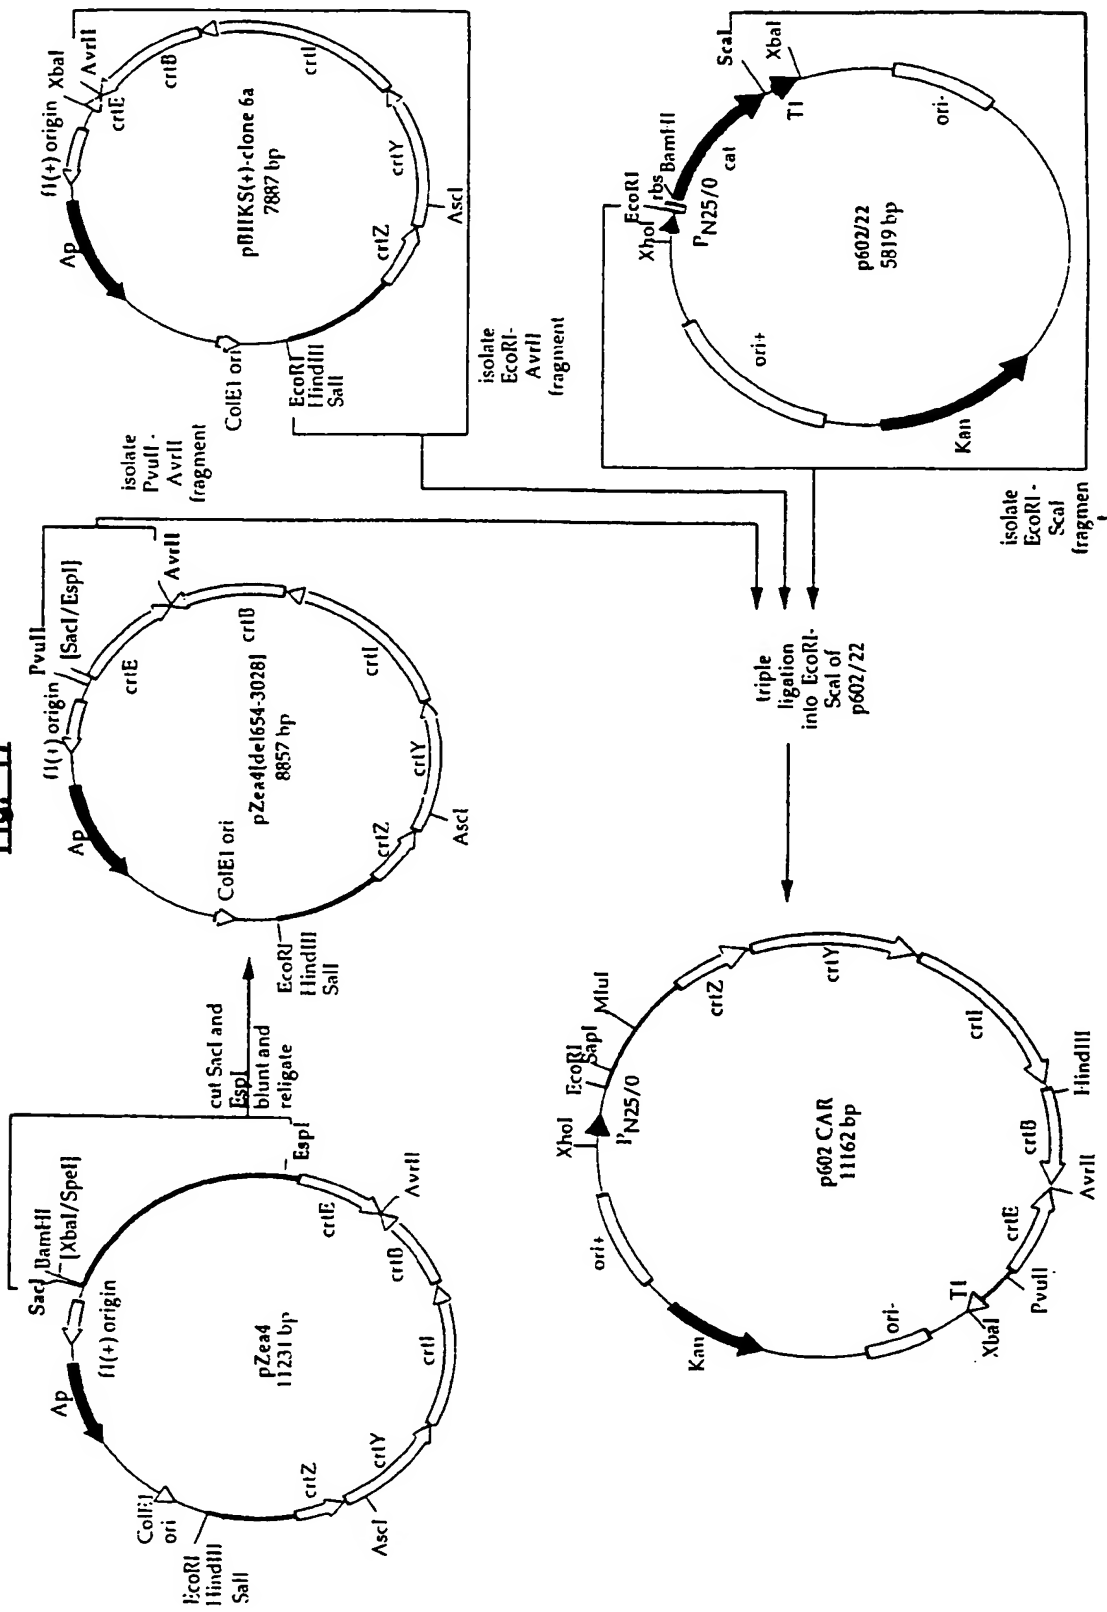 SacI
BamHI
[XbaI/SpeI]
f1(+) origin
Ap
ColE1
ori
EcoRI
HindIII
SalI
crtZ
AscI
crtY
crtI
crtB
AvrII
crtE
EspI
pZea4
11231 bp
cut SacI and
EspI
blunt and
religate
PvuII
[SacI/EspI]
f1(+) origin
Ap
ColE1 ori
EcoRI
HindIII
SalI
crtZ
AscI
crtY
crtI
crtB
AvrII
crtE
pZea4[del654-3028]
8857 bp
isolate
PvuII -
AvrII
fragment
f1(+) origin
XbaI
AvrII
crtE
crtB
crtI
crtY
AscI
crtZ
EcoRI
HindIII
SalI
ColE1 ori
Ap
pBIIKS(+)-clone 6a
7887 bp
isolate
EcoRI-
AvrII
fragment
XhoI
EcoRI
rbs
BamHI
PN25/0
cat
ScaI
XbaI
T1
ori-
Kan
ori+
p602/22
5819 bp
isolate
EcoRI -
ScaI
fragmen
t
triple
ligation
into EcoRI-
ScaI of
p602/22
XhoI
PN25/0
EcoRI
SapI
MluI
crtZ
crtY
crtI
HindIII
crtB
AvrII
crtE
PvuII
T1
XbaI
ori-
Kan
ori+
p602 CAR
11162 bp